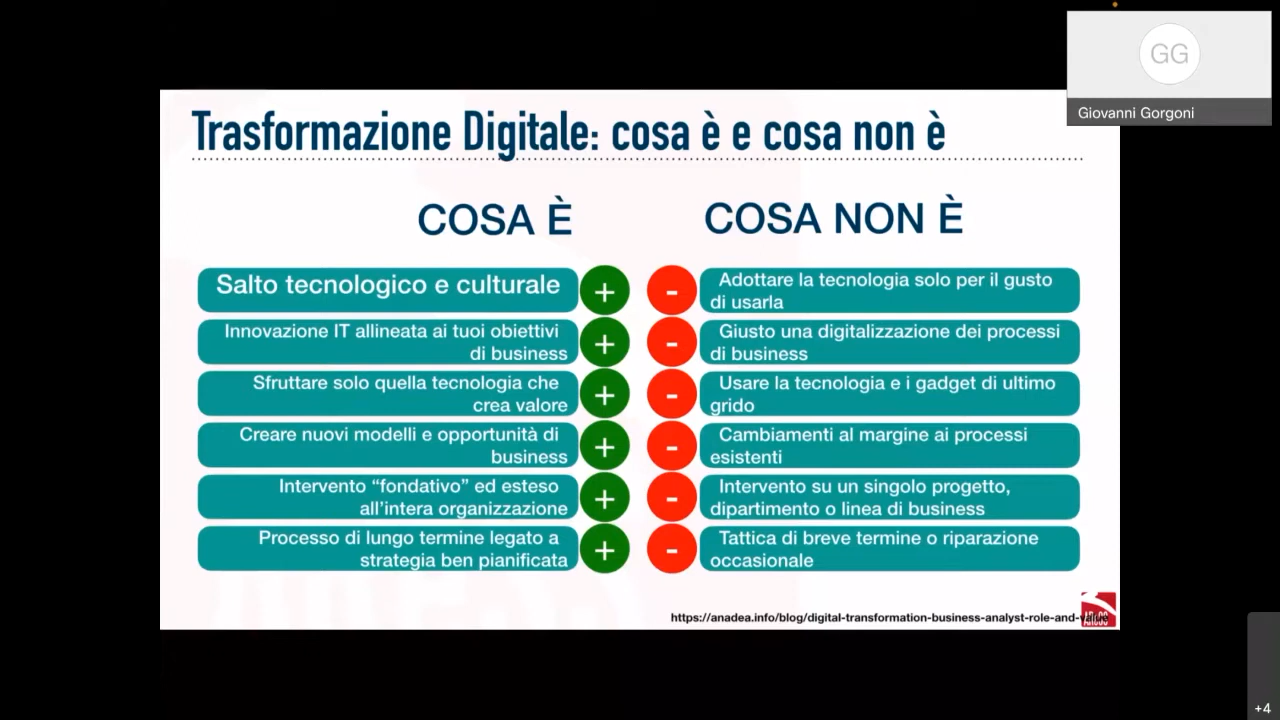 GG
Giovanni Gorgoni
Trasformazione Digitale: cosa è e cosa non è
COSA È
COSA NON È
Salto tecnologico e culturale
+
-
Adottare la tecnologia solo per il gusto
di usarla
Innovazione IT allineata ai tuoi obiettivi
di business
+
-
Giusto una digitalizzazione dei processi
di business
Sfruttare solo quella tecnologia che
crea valore
+
-
Usare la tecnologia e i gadget di ultimo
grido
Creare nuovi modelli e opportunità di
business
+
-
Cambiamenti al margine ai processi
esistenti
Intervento “fondativo” ed esteso
all’intera organizzazione
+
-
Intervento su un singolo progetto,
dipartimento o linea di business
Processo di lungo termine legato a
strategia ben pianificata
+
-
Tattica di breve termine o riparazione
occasionale
https://anadea.info/blog/digital-transformation-business-analyst-role-and-value
+4